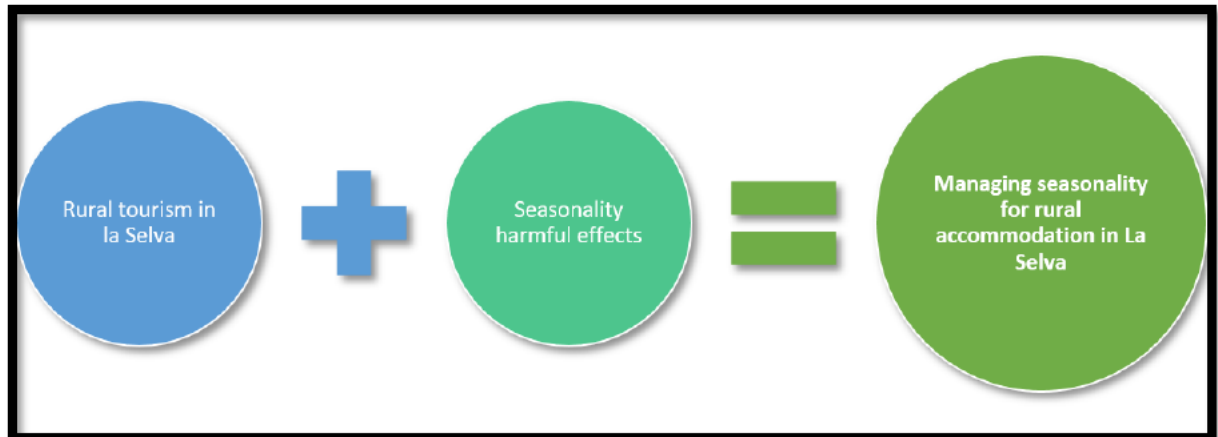 Rural tourism in
la Selva
Seasonality
harmful effects
Managing seasonality
for rural
accommodation in La
Selva